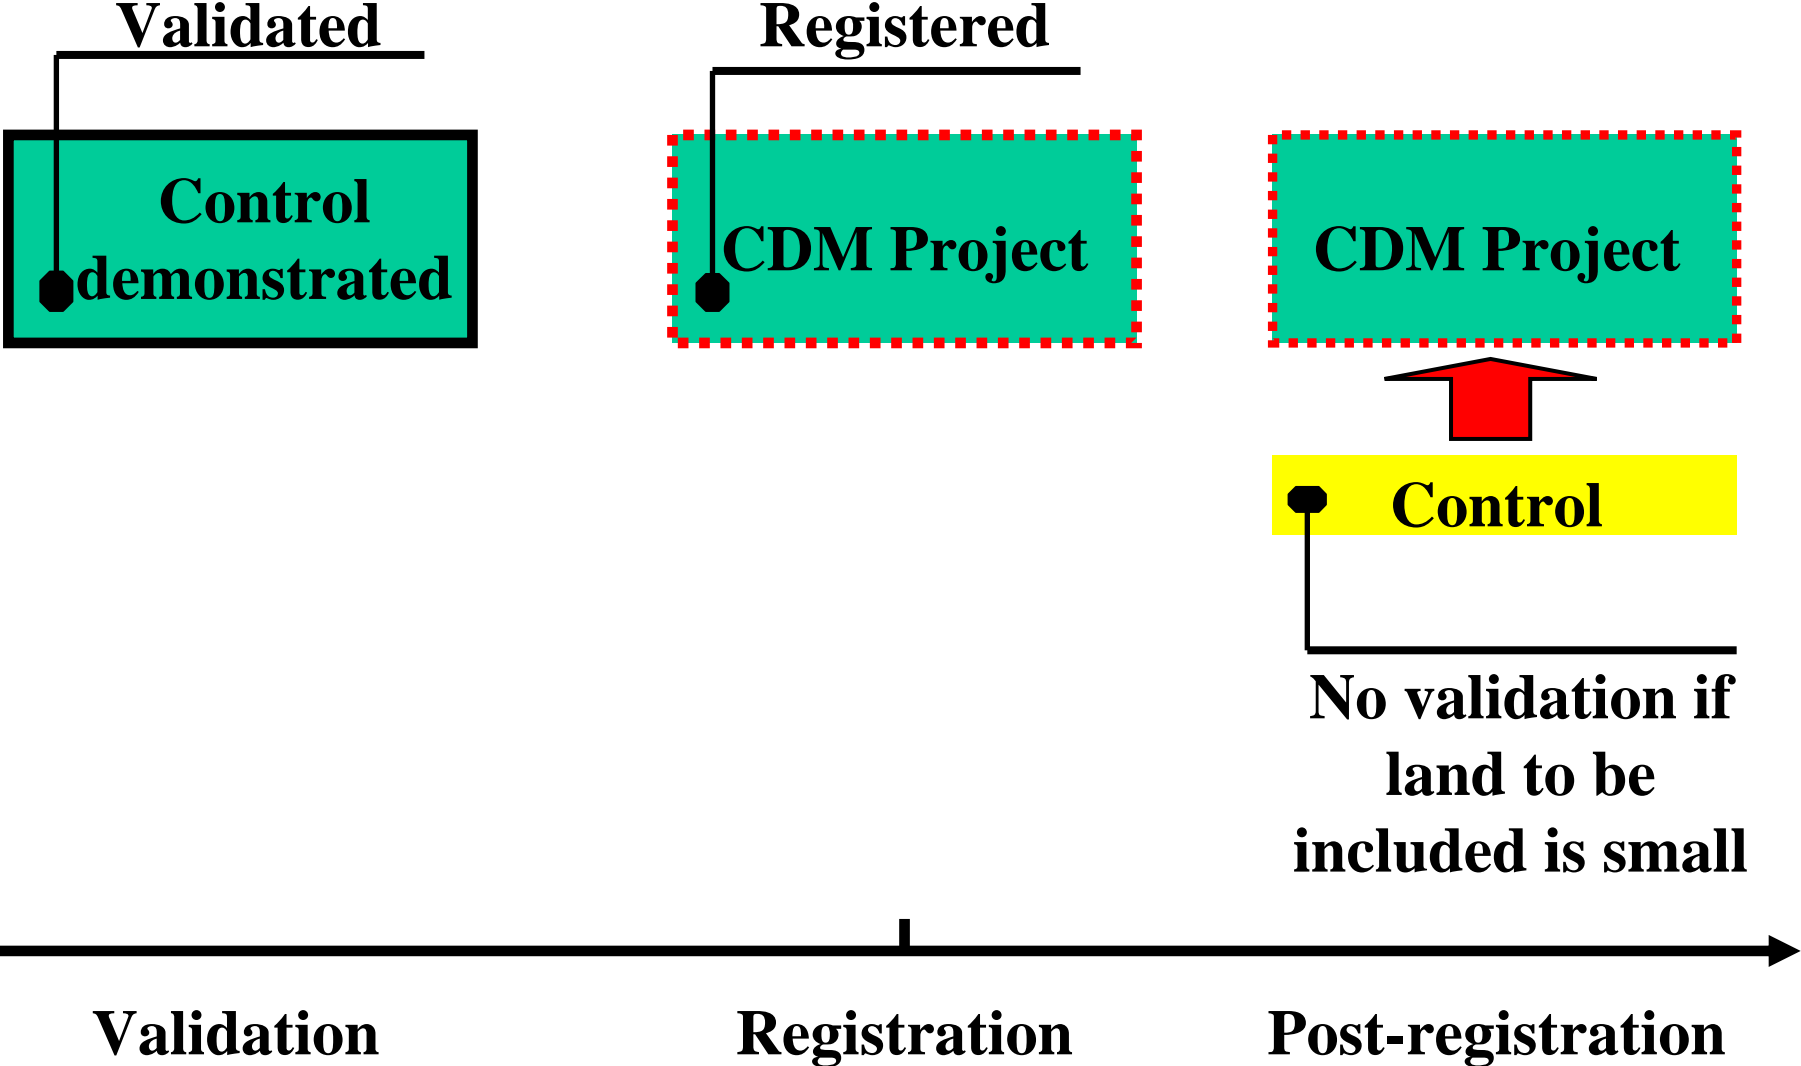 Validated
Registered
Control
demonstrated
CDM Project
CDM Project
Control
No validation if
land to be
included is small
Validation
Registration
Post-registration